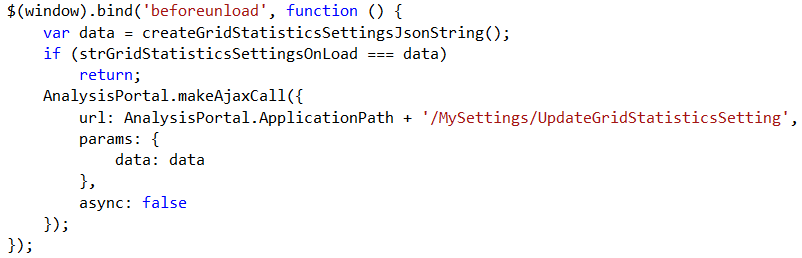 $(window).bind('beforeunload', function () {
    var data = createGridStatisticsSettingsJsonString();
    if (strGridStatisticsSettingsOnLoad === data)
        return;
    AnalysisPortal.makeAjaxCall({
        url: AnalysisPortal.ApplicationPath + '/MySettings/UpdateGridStatisticsSetting',
        params: {
            data: data
        },
        async: false
    });
});